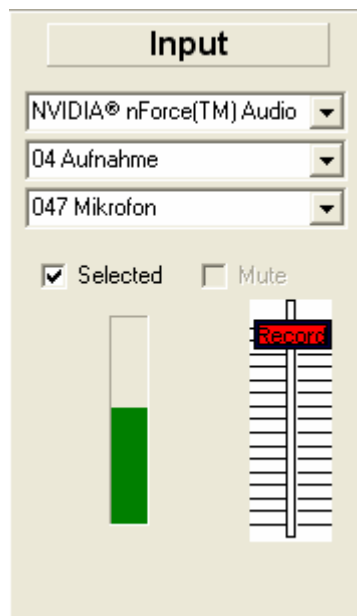 Input
NVIDIA® nForce(TM) Audio
04 Aufnahme
047 Mikrofon
Selected Mute
Record